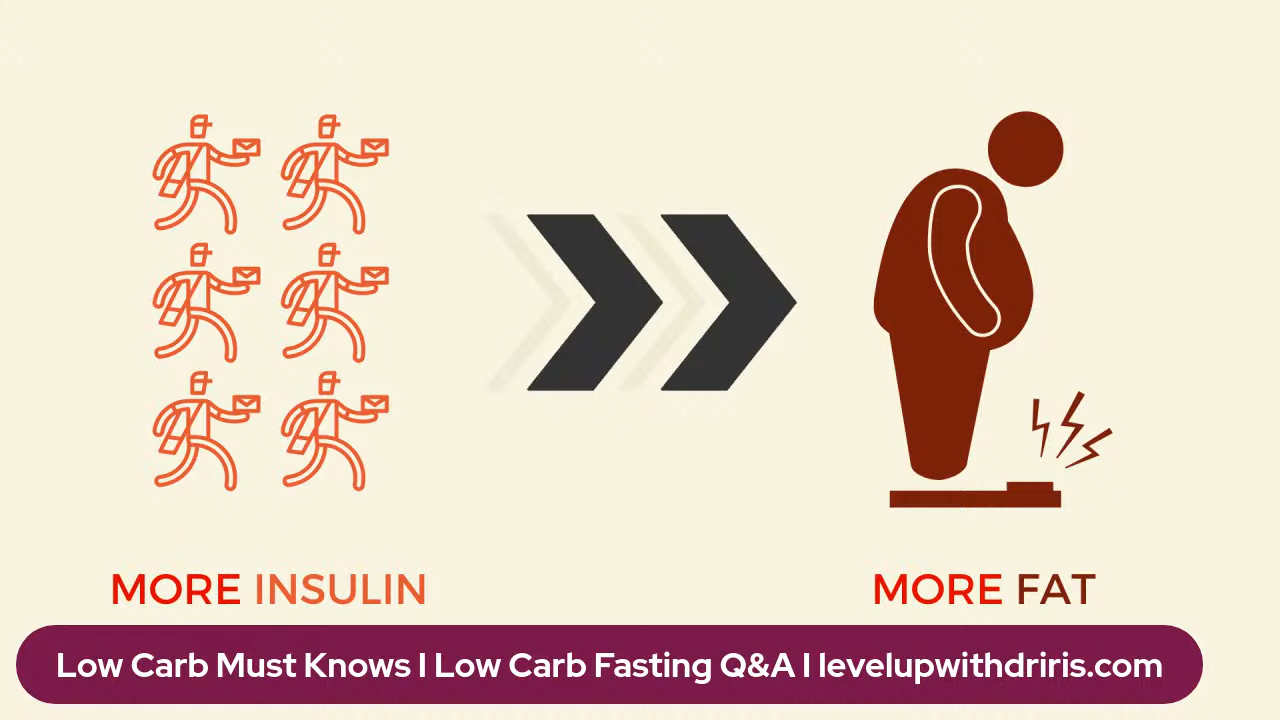 MORE INSULIN
MORE FAT
Low Carb Must Knows I Low Carb Fasting Q&A I levelupwithdriris.com